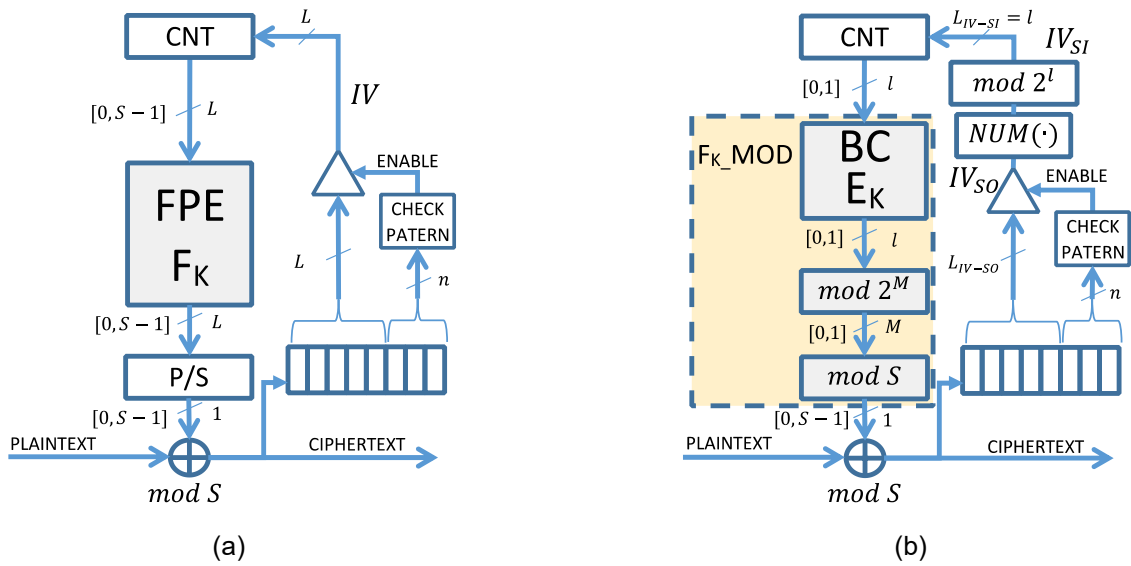 CNT
L
IV
[0, S − 1]
L
FPE
F_K
ENABLE
CHECK
PATERN
L
n
[0, S − 1]
L
P/S
[0, S − 1]
1
PLAINTEXT
CIPHERTEXT
mod S
(a)
CNT
L_{IV−SI} = l
IV_{SI}
mod 2^l
[0,1]
l
NUM(·)
F_K_MOD
BC
E_K
IV_{SO}
ENABLE
CHECK
PATERN
[0,1]
l
L_{IV−SO}
n
mod 2^M
[0,1]
M
mod S
[0, S − 1]
1
PLAINTEXT
CIPHERTEXT
mod S
(b)